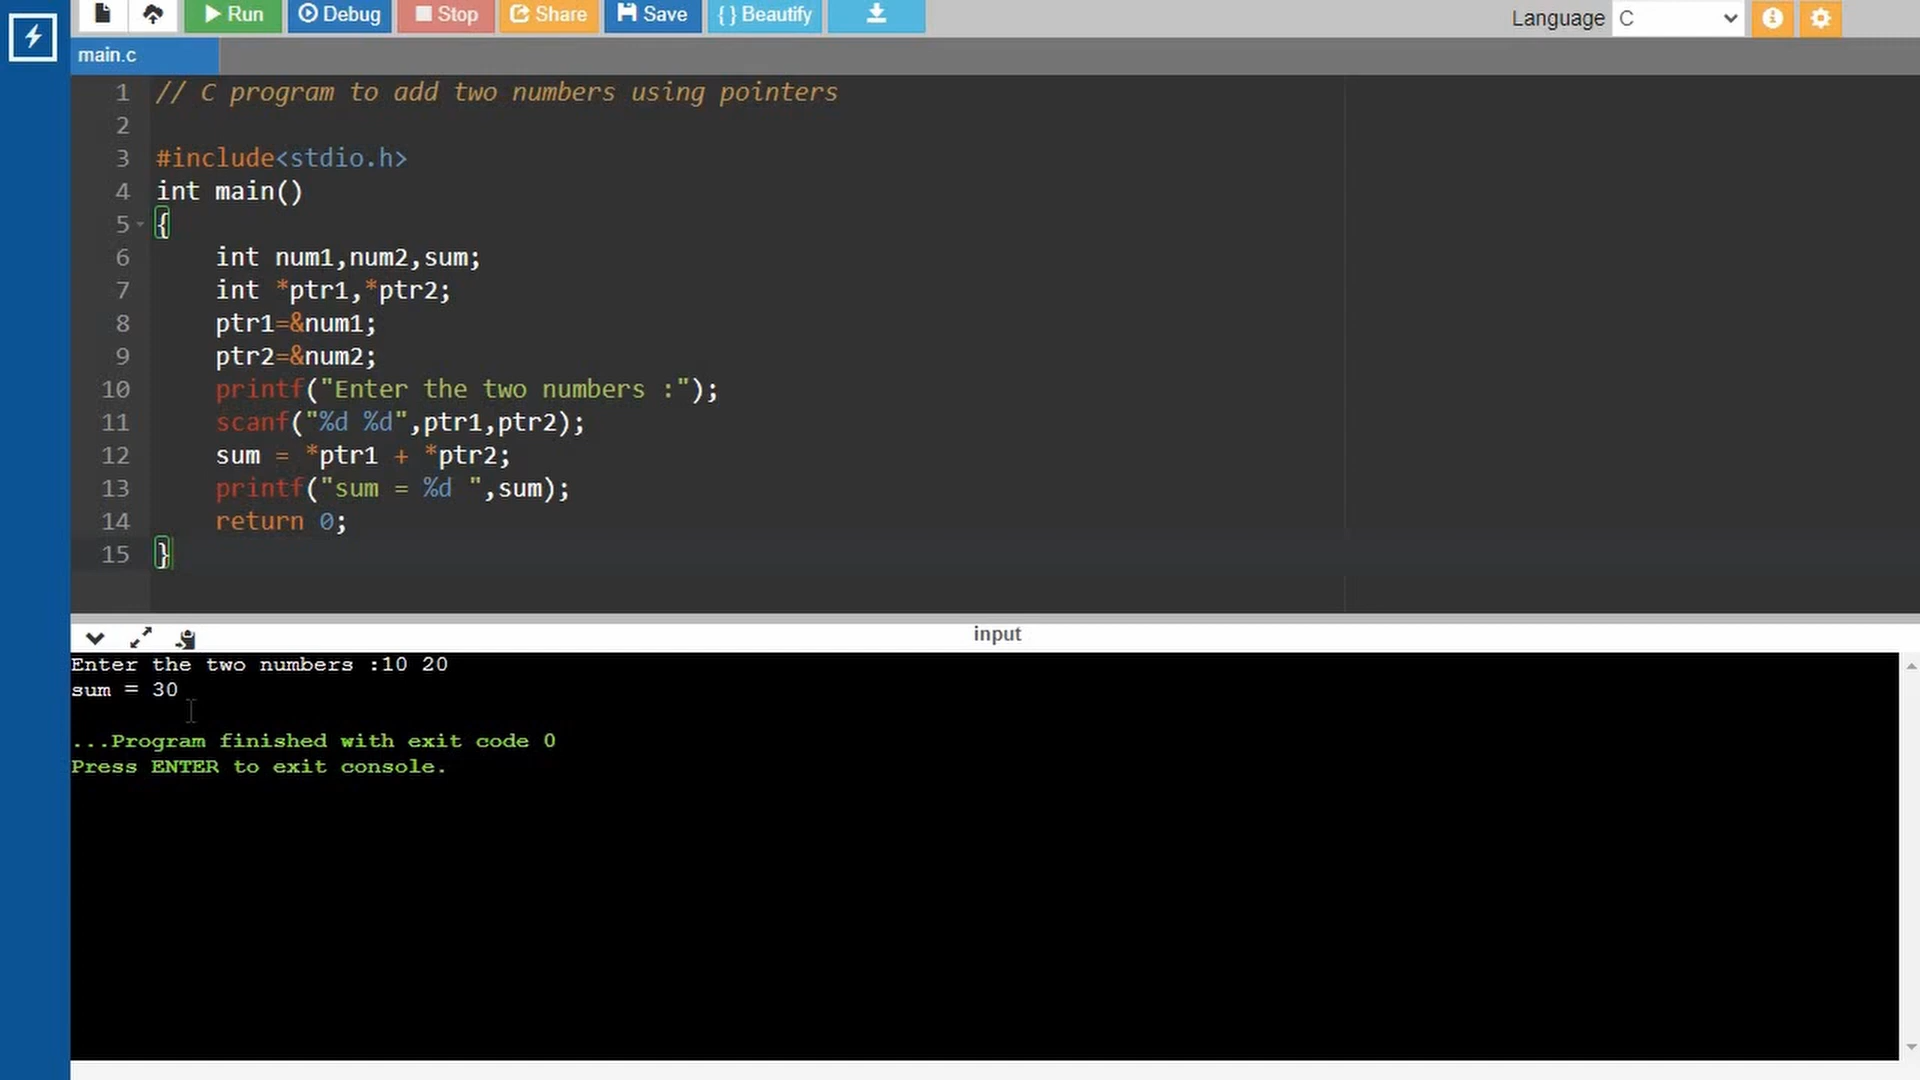 Run Debug Stop Share Save {} Beautify Language C
main.c
1 // C program to add two numbers using pointers
2
3 #include<stdio.h>
4 int main()
5 {
6     int num1,num2,sum;
7     int *ptr1,*ptr2;
8     ptr1=&num1;
9     ptr2=&num2;
10     printf("Enter the two numbers :");
11     scanf("%d %d",ptr1,ptr2);
12     sum = *ptr1 + *ptr2;
13     printf("sum = %d ",sum);
14     return 0;
15 }
input
Enter the two numbers :10 20
sum = 30
...Program finished with exit code 0
Press ENTER to exit console.